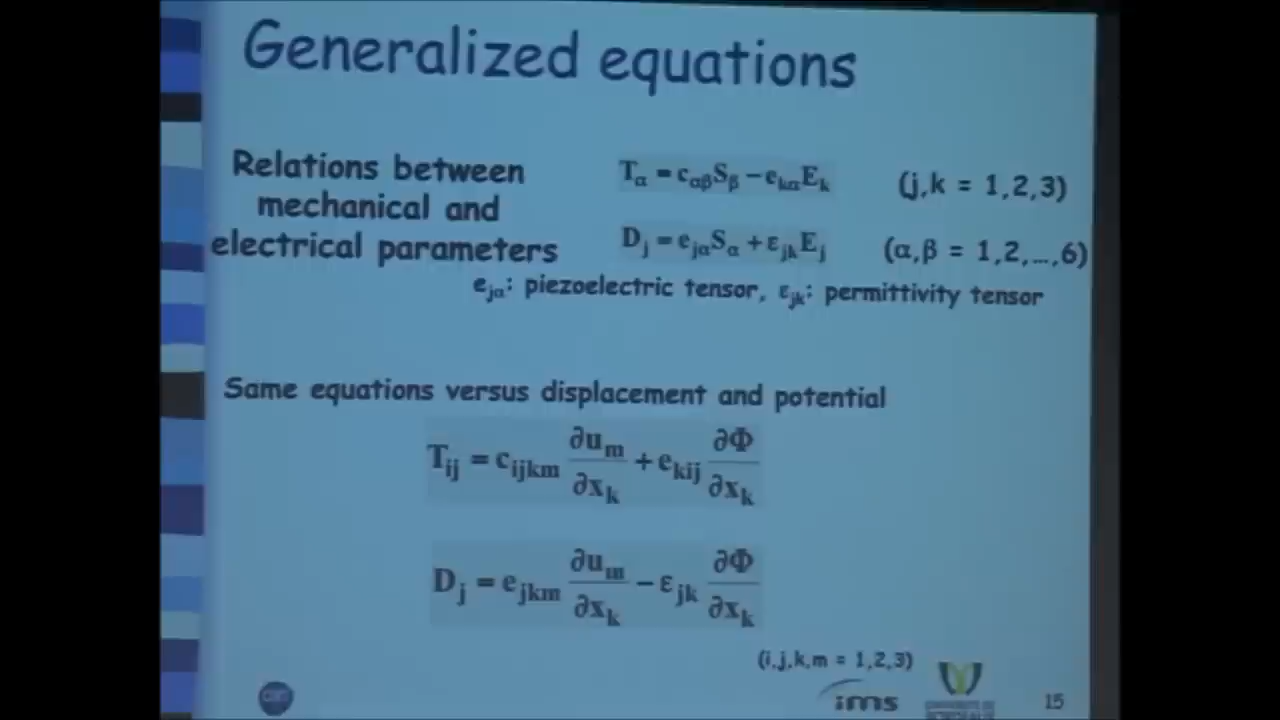 Generalized equations
Relations between
mechanical and
electrical parameters
T_α = c_αβ S_β − e_kα E_k (j,k = 1,2,3)
D_j = e_jα S_α + ε_jk E_j (α,β = 1,2,...,6)
e_jα: piezoelectric tensor, ε_jk: permittivity tensor
Same equations versus displacement and potential
T_ij = c_ijkm ∂u_m/∂x_k + e_kij ∂Φ/∂x_k
D_j = e_jkm ∂u_m/∂x_k − ε_jk ∂Φ/∂x_k
(i,j,k,m = 1,2,3)
ims
15